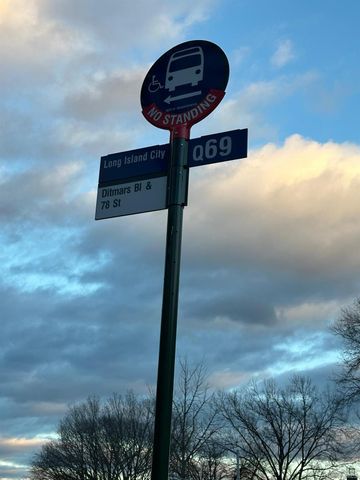 NO STANDING
Long Island City
Q69
Ditmars Bl &
78 St